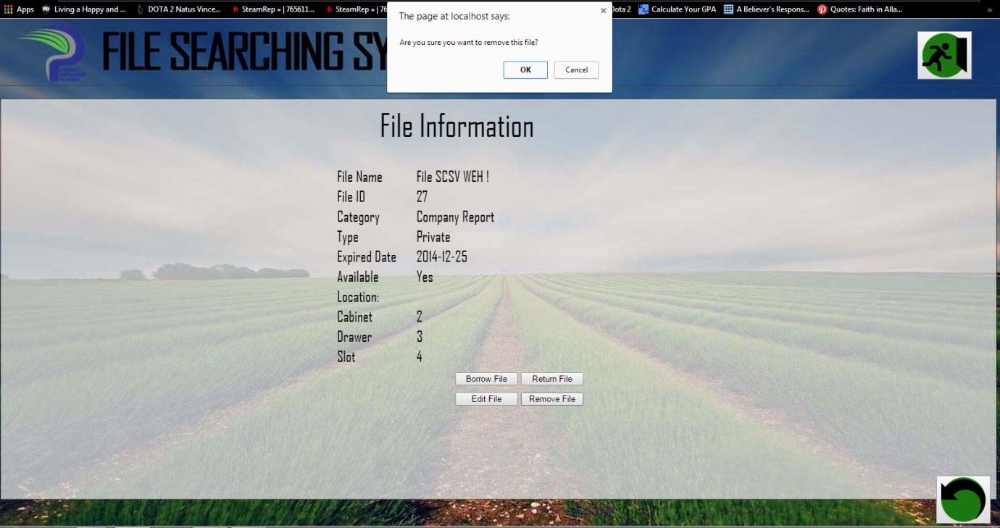 Apps Living a Happy and ... DOTA 2 Natus Vince... SteamRep » | 765611... SteamRep » | 76 Dota 2 Calculate Your GPA A Believer's Respons... Quotes: Faith in Alla... »
The page at localhost says:
Are you sure you want to remove this file?
OK Cancel
FILE SEARCHING SY
File Information
File Name File SCSV WEH !
File ID 27
Category Company Report
Type Private
Expired Date 2014-12-25
Available Yes
Location:
Cabinet 2
Drawer 3
Slot 4
Borrow File Return File
Edit File Remove File